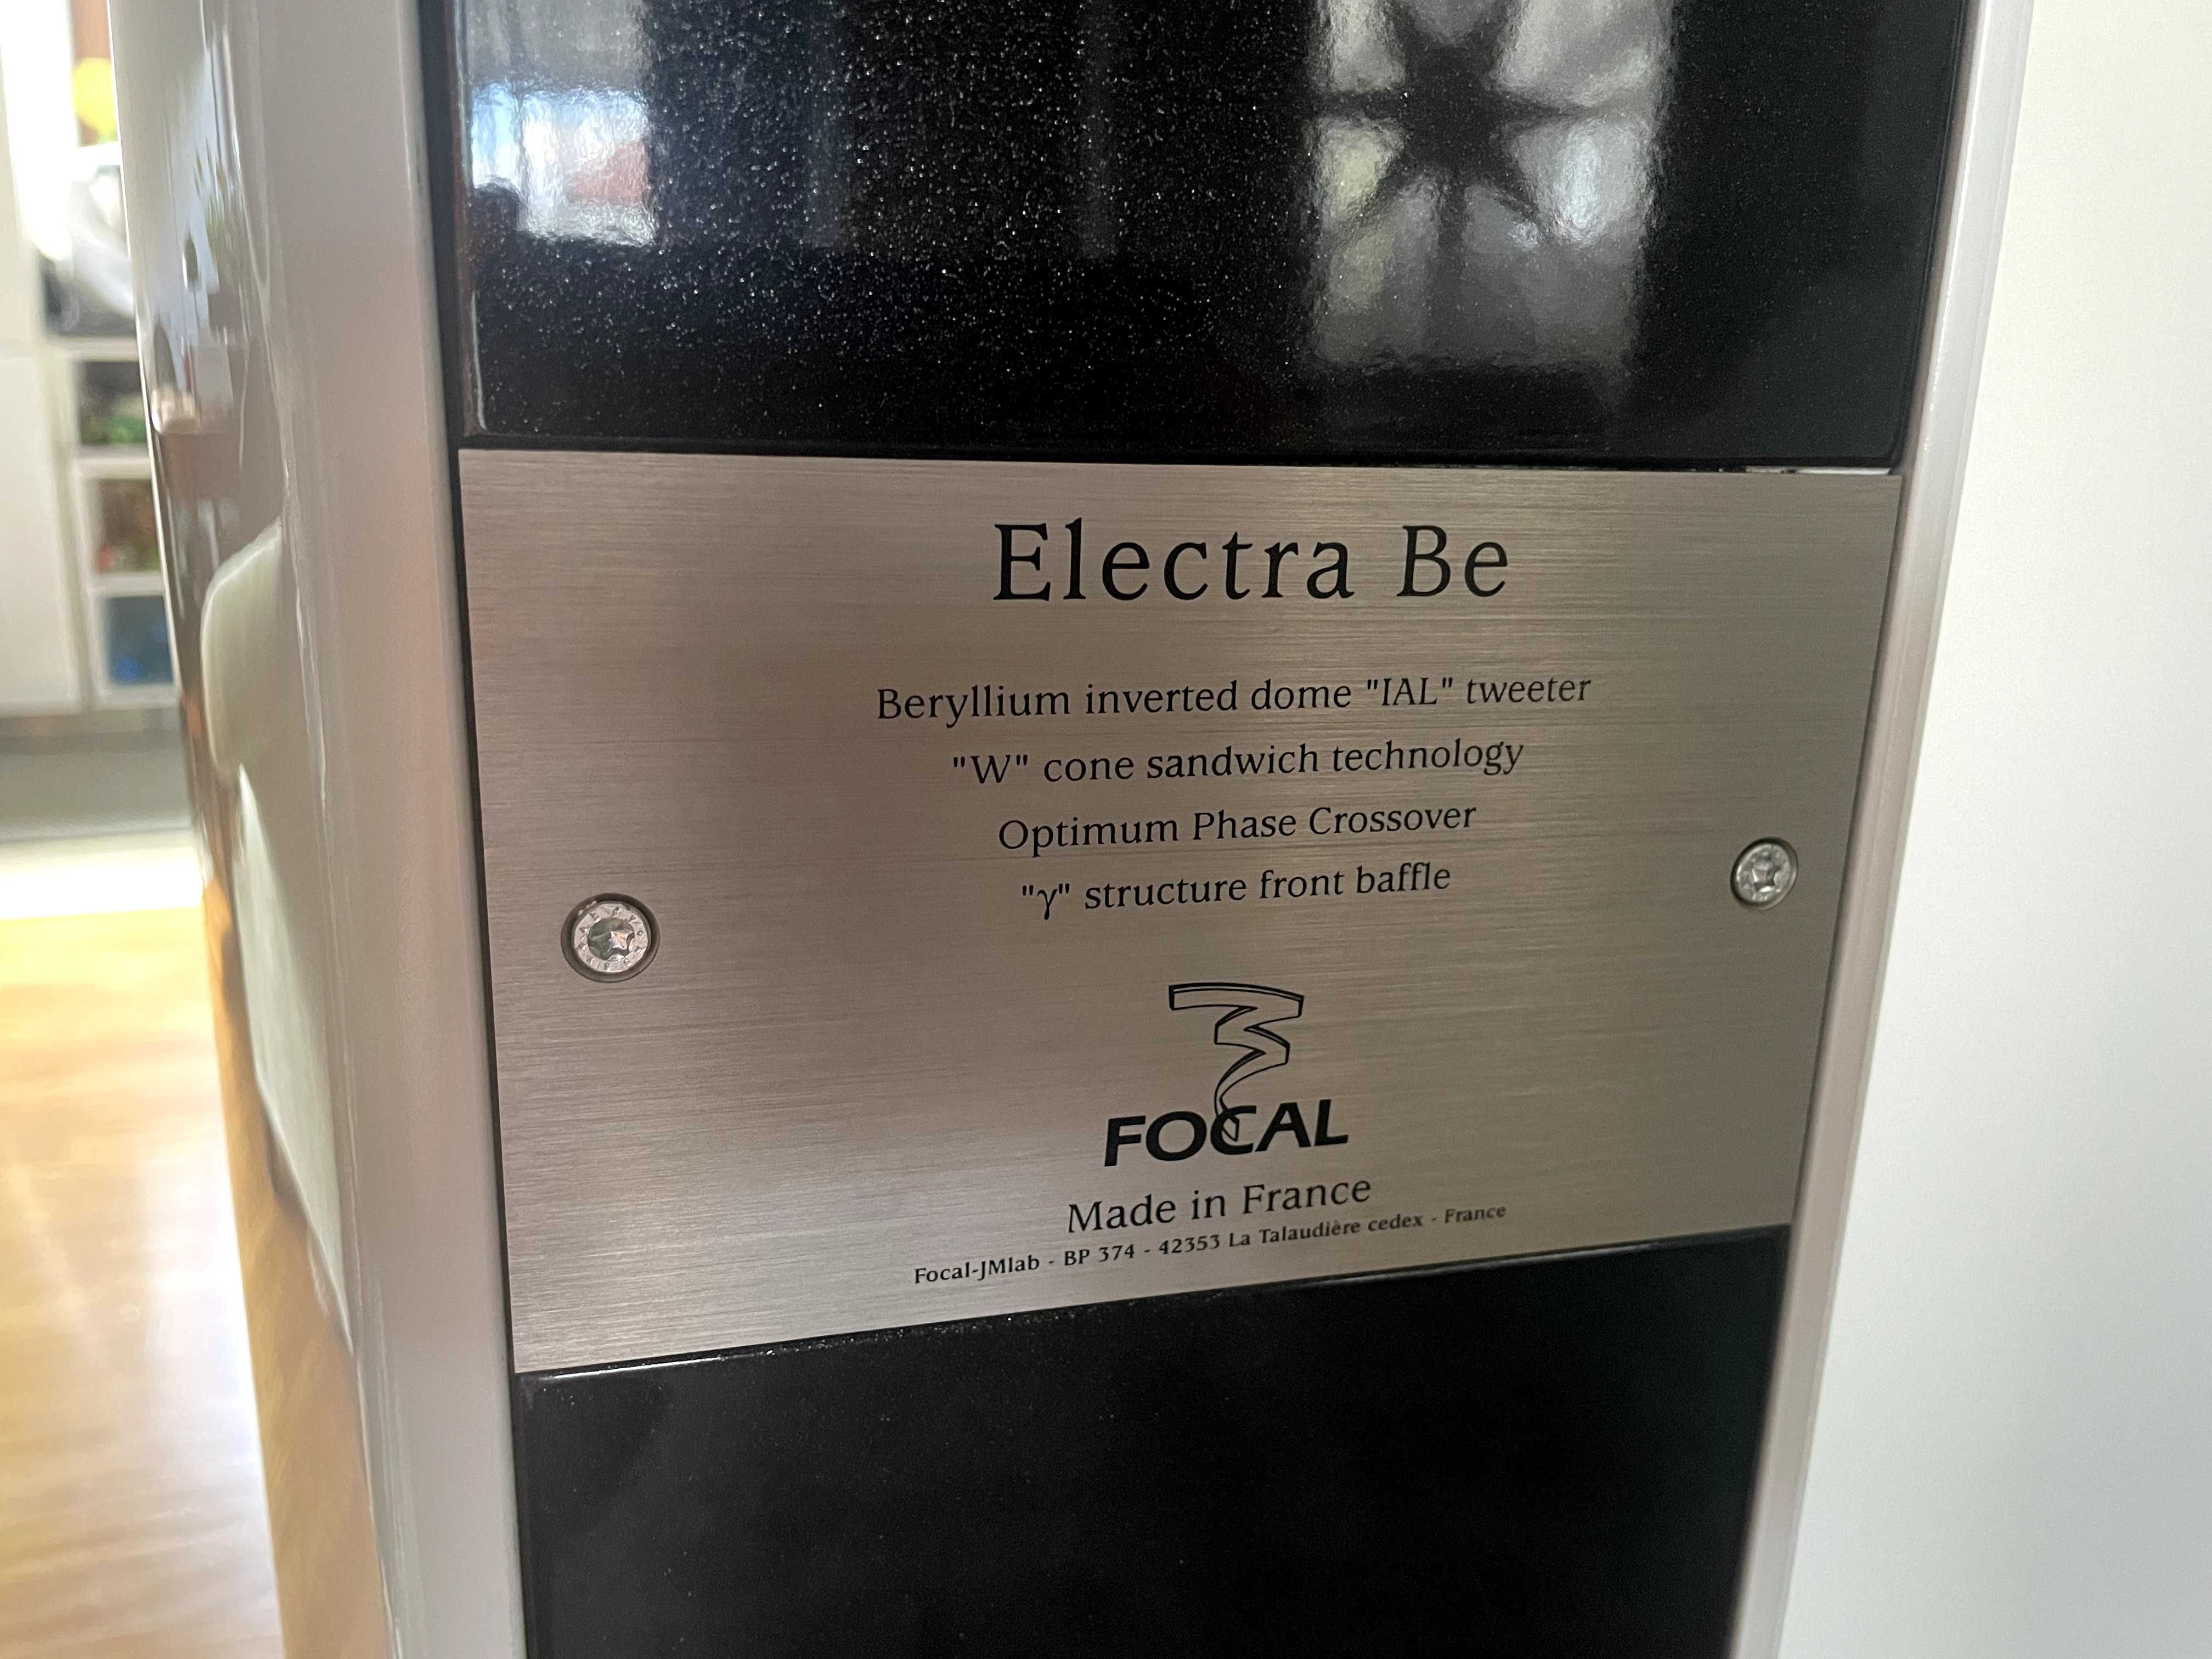 Electra Be
Beryllium inverted dome "IAL" tweeter
"W" cone sandwich technology
Optimum Phase Crossover
"γ" structure front baffle
FOCAL
Made in France
Focal-JMlab - BP 374 - 42353 La Talaudière cedex - France